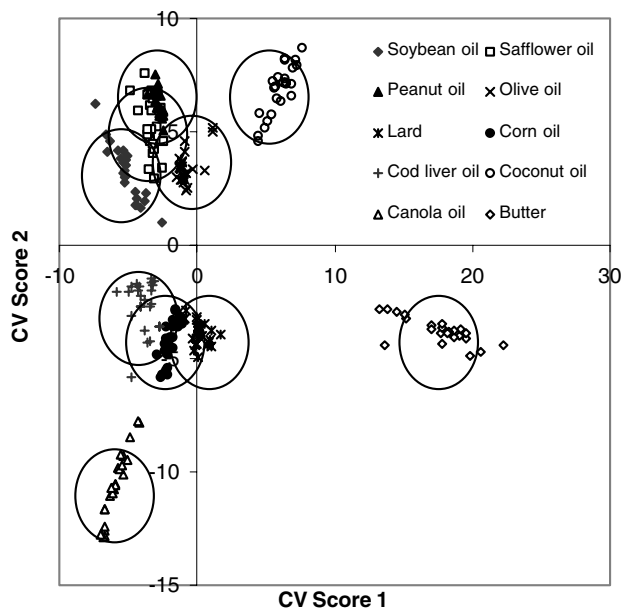 10
Soybean oil Safflower oil
Peanut oil Olive oil
Lard Corn oil
Cod liver oil Coconut oil
Canola oil Butter
5
0
-10 0 10 20 30
-5
-10
-15
CV Score 2
CV Score 1